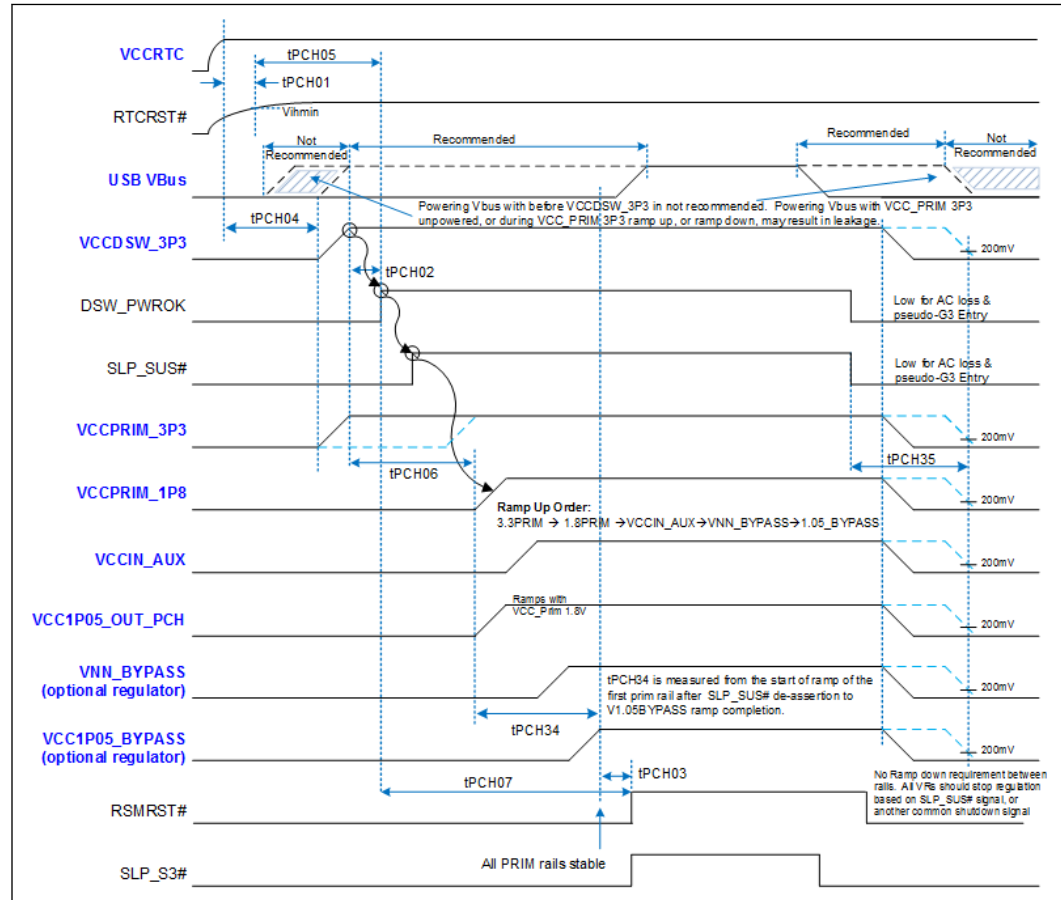 VCCRTC
tPCH05
tPCH01
RTCRST#
Vihmin
Not
Recommended
Recommended
Recommended
Not
Recommended
USB VBus
Powering Vbus with before VCCDSW_3P3 in not recommended. Powering Vbus with VCC_PRIM 3P3
unpowered, or during VCC_PRIM 3P3 ramp up, or ramp down, may result in leakage.
tPCH04
VCCDSW_3P3
200mV
tPCH02
DSW_PWROK
Low for AC loss &
pseudo-G3 Entry
SLP_SUS#
Low for AC loss &
pseudo-G3 Entry
VCCPRIM_3P3
200mV
tPCH06
tPCH35
VCCPRIM_1P8
200mV
Ramp Up Order:
3.3PRIM → 1.8PRIM →VCCIN_AUX→VNN_BYPASS→1.05_BYPASS
VCCIN_AUX
200mV
VCC1P05_OUT_PCH
Ramps with
VCC_Prim 1.8V
200mV
VNN_BYPASS
(optional regulator)
tPCH34 is measured from the start of ramp of the
first prim rail after SLP_SUS# de-assertion to
V1.05BYPASS ramp completion.
200mV
tPCH34
VCC1P05_BYPASS
(optional regulator)
200mV
tPCH03
tPCH07
No Ramp down requirement between
rails. All VRs should stop regulation
based on SLP_SUS# signal, or
another common shutdown signal
RSMRST#
All PRIM rails stable
SLP_S3#